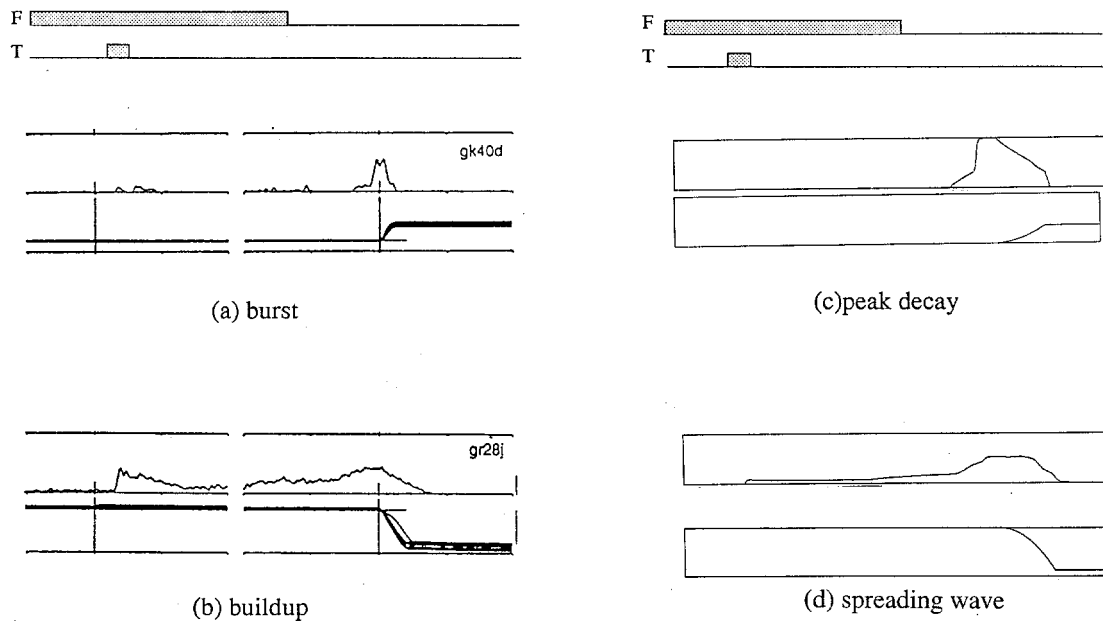 F
T
gk40d
(a) burst
gr28j
(b) buildup
F
T
(c)peak decay
(d) spreading wave